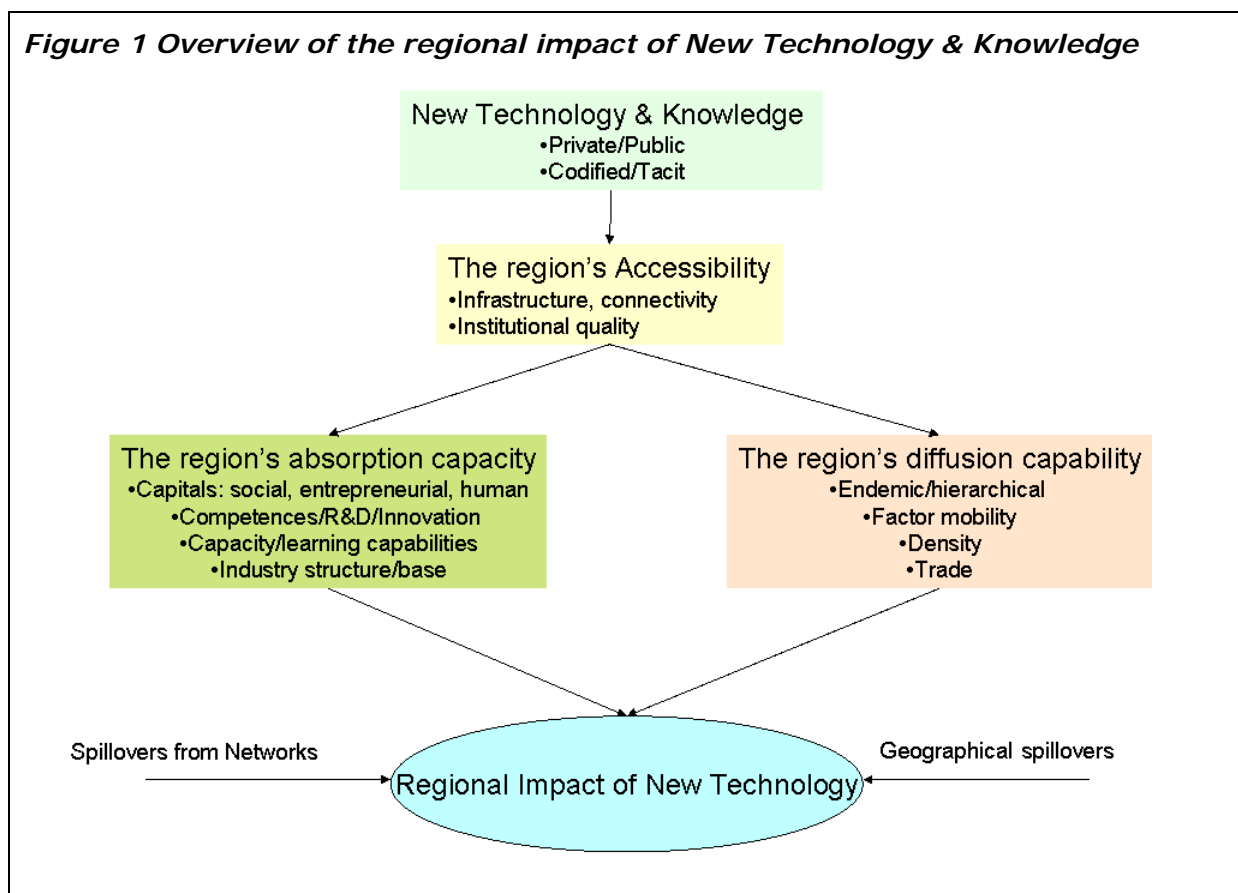 Figure 1 Overview of the regional impact of New Technology & Knowledge
New Technology & Knowledge
•Private/Public
•Codified/Tacit
The region's Accessibility
•Infrastructure, connectivity
•Institutional quality
The region's absorption capacity
•Capitals: social, entrepreneurial, human
•Competences/R&D/Innovation
•Capacity/learning capabilities
•Industry structure/base
The region's diffusion capability
•Endemic/hierarchical
•Factor mobility
•Density
•Trade
Spillovers from Networks
Geographical spillovers
Regional Impact of New Technology